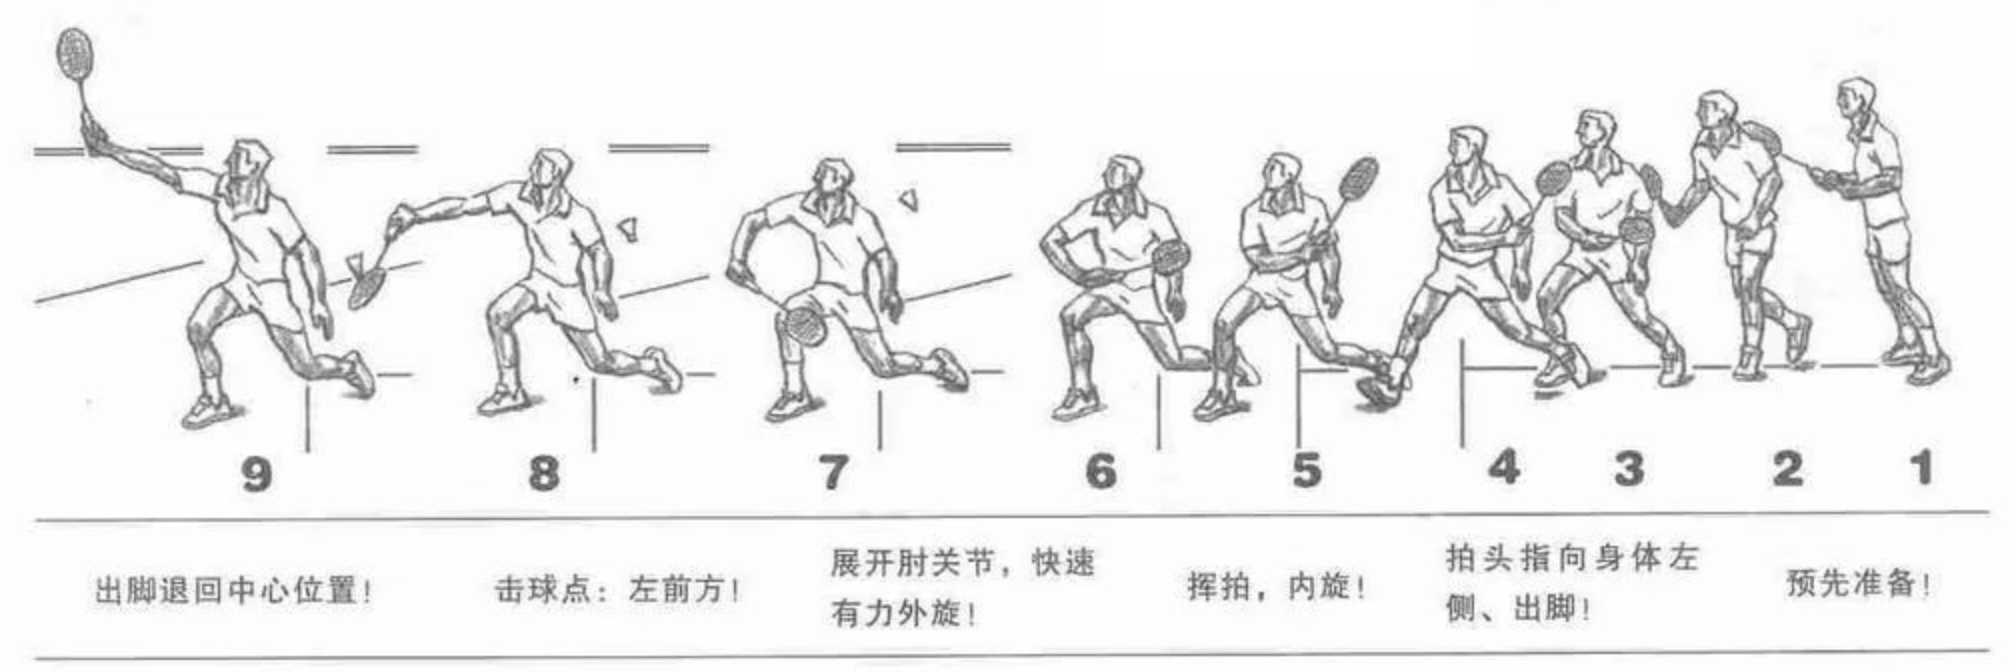 9 8 7 6 5 4 3 2 1
出脚退回中心位置！
击球点：左前方！
展开肘关节，快速
有力外旋！
挥拍，内旋！
拍头指向身体左
侧、出脚！
预先准备！